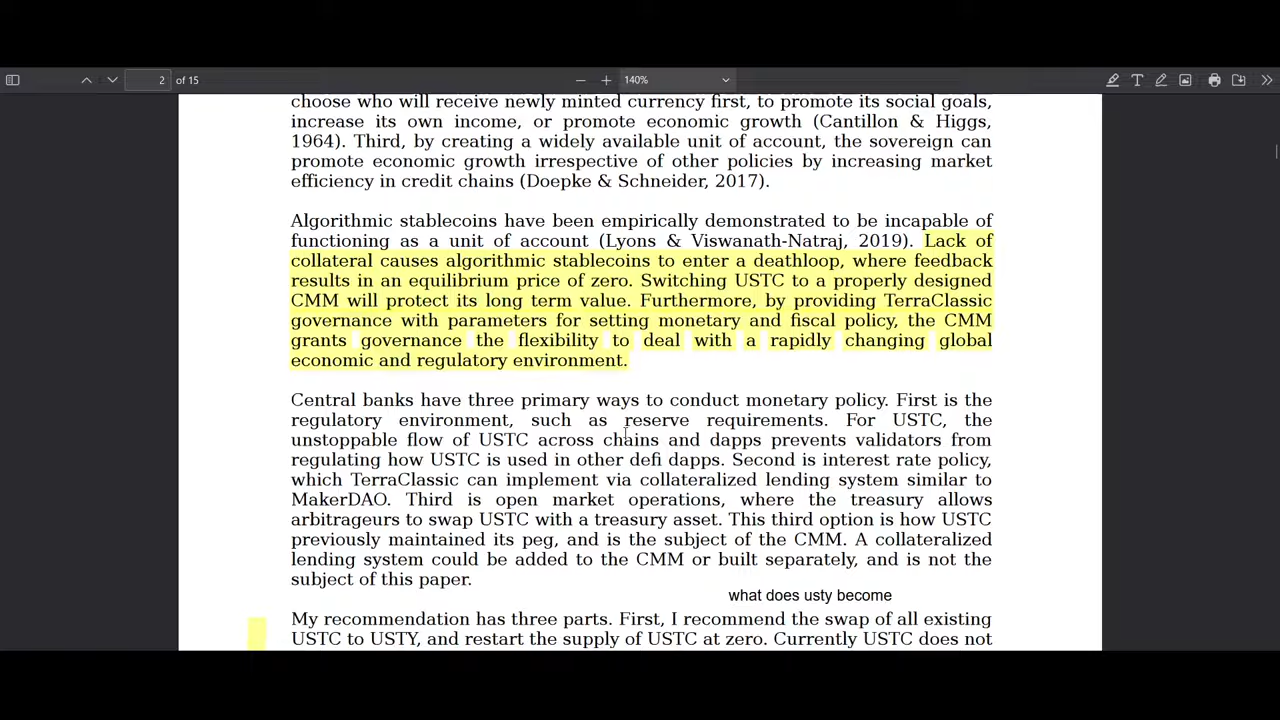 2 of 15 140%
choose who will receive newly minted currency first, to promote its social goals,
increase its own income, or promote economic growth (Cantillon & Higgs,
1964). Third, by creating a widely available unit of account, the sovereign can
promote economic growth irrespective of other policies by increasing market
efficiency in credit chains (Doepke & Schneider, 2017).
Algorithmic stablecoins have been empirically demonstrated to be incapable of
functioning as a unit of account (Lyons & Viswanath-Natraj, 2019). Lack of
collateral causes algorithmic stablecoins to enter a deathloop, where feedback
results in an equilibrium price of zero. Switching USTC to a properly designed
CMM will protect its long term value. Furthermore, by providing TerraClassic
governance with parameters for setting monetary and fiscal policy, the CMM
grants governance the flexibility to deal with a rapidly changing global
economic and regulatory environment.
Central banks have three primary ways to conduct monetary policy. First is the
regulatory environment, such as reserve requirements. For USTC, the
unstoppable flow of USTC across chains and dapps prevents validators from
regulating how USTC is used in other defi dapps. Second is interest rate policy,
which TerraClassic can implement via collateralized lending system similar to
MakerDAO. Third is open market operations, where the treasury allows
arbitrageurs to swap USTC with a treasury asset. This third option is how USTC
previously maintained its peg, and is the subject of the CMM. A collateralized
lending system could be added to the CMM or built separately, and is not the
subject of this paper.
what does usty become
My recommendation has three parts. First, I recommend the swap of all existing
USTC to USTY, and restart the supply of USTC at zero. Currently USTC does not